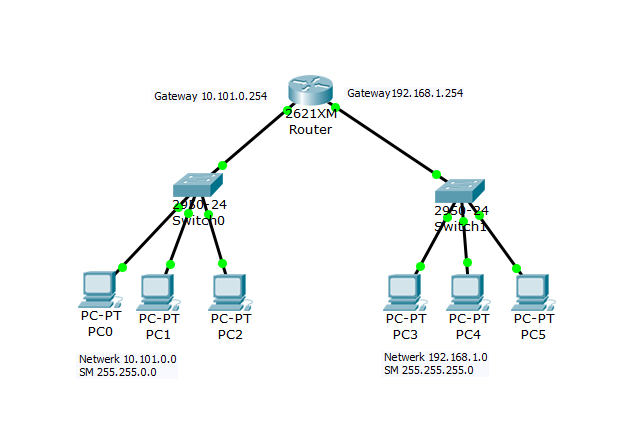 Gateway 10.101.0.254
Gateway192.168.1.254
2621XM
Router
2950-24
Switch0
2950-24
Switch1
PC-PT
PC0
PC-PT
PC1
PC-PT
PC2
PC-PT
PC3
PC-PT
PC4
PC-PT
PC5
Netwerk 10.101.0.0
SM 255.255.0.0
Netwerk 192.168.1.0
SM 255.255.255.0